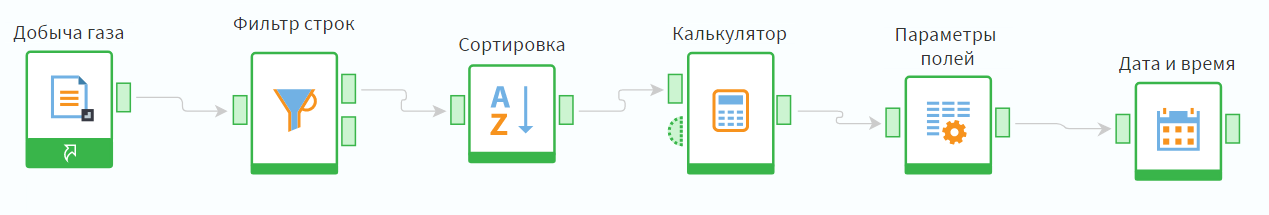 Добыча газа
Фильтр строк
Сортировка
A
Z
Калькулятор
Параметры
полей
Дата и время